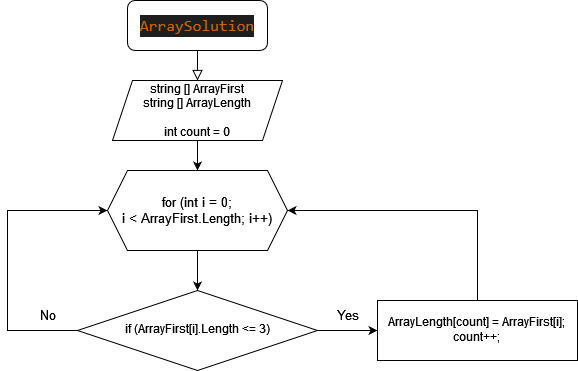 ArraySolution
string [] ArrayFirst
string [] ArrayLength
int count = 0
for (int i = 0;
i < ArrayFirst.Length; i++)
No
if (ArrayFirst[i].Length <= 3)
Yes
ArrayLength[count] = ArrayFirst[i];
count++;